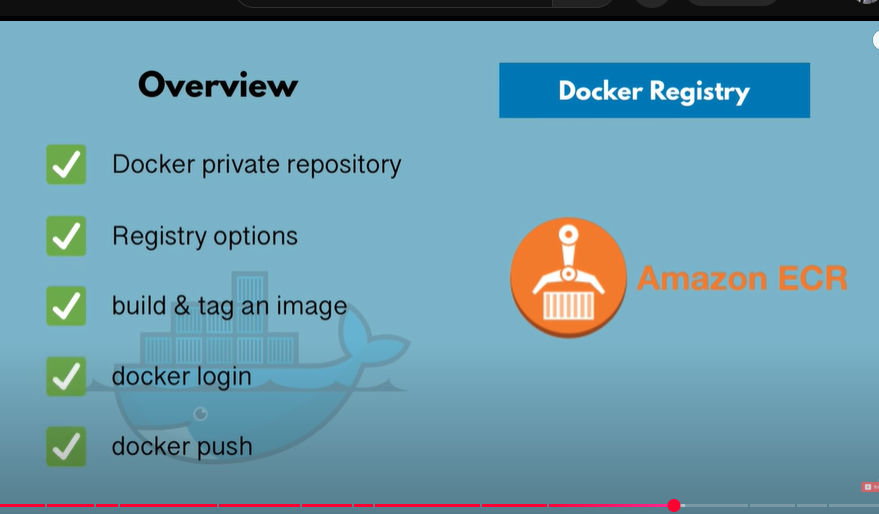 Overview
Docker Registry
Docker private repository
Registry options
build & tag an image
docker login
docker push
Amazon ECR